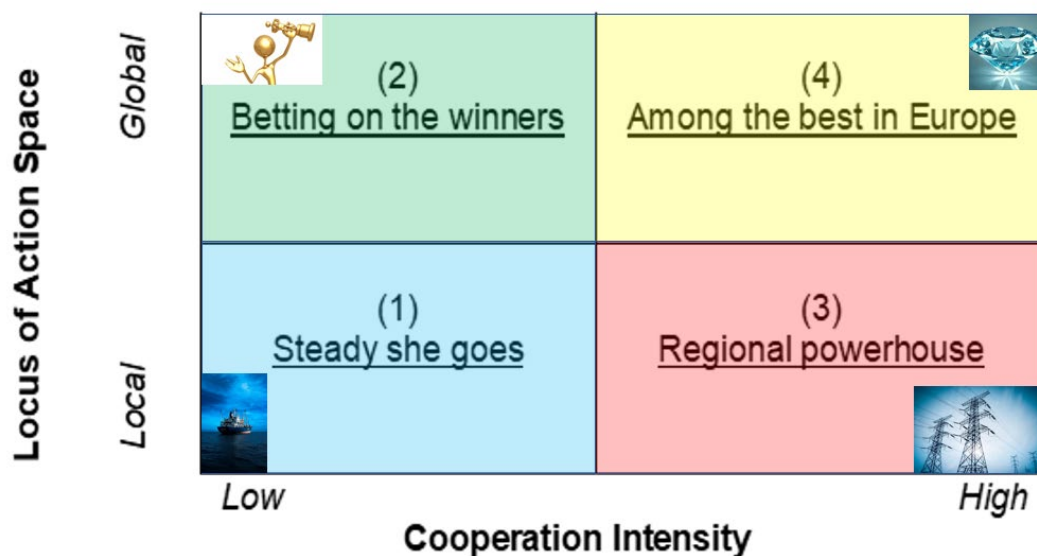 Locus of Action Space
Global
Local
(2)
Betting on the winners
(4)
Among the best in Europe
(1)
Steady she goes
(3)
Regional powerhouse
Low
High
Cooperation Intensity